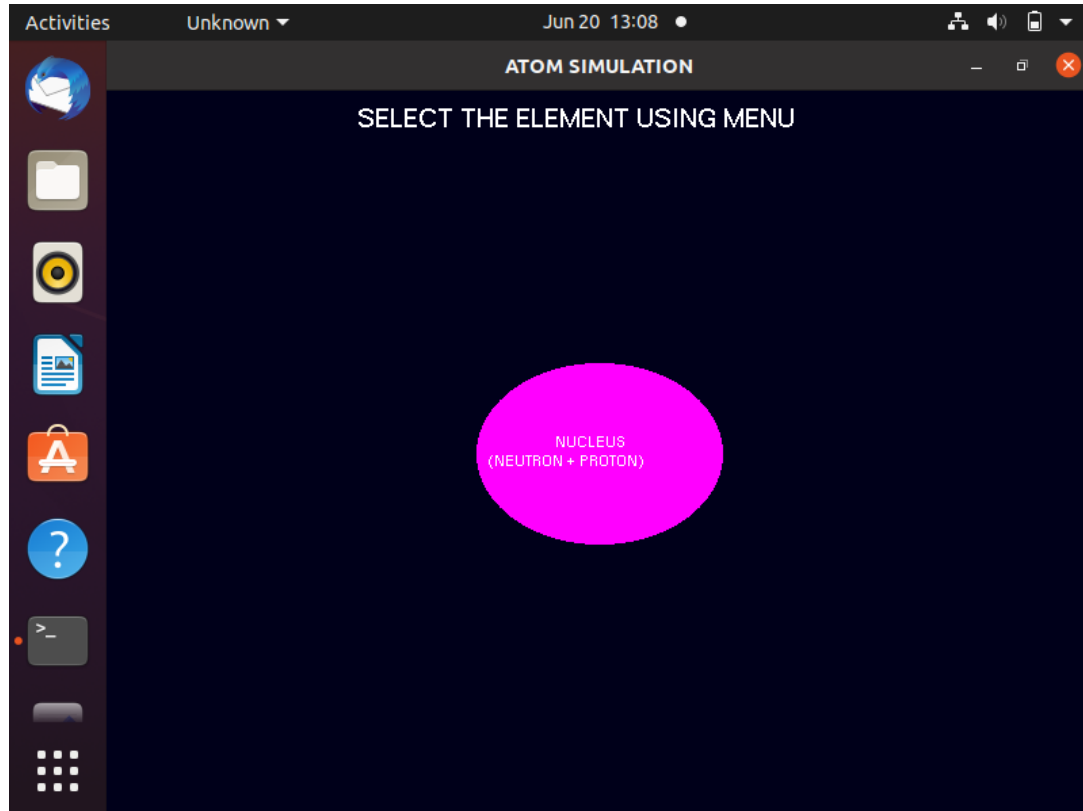 Activities Unknown Jun 20 13:08
ATOM SIMULATION
SELECT THE ELEMENT USING MENU
NUCLEUS
(NEUTRON + PROTON)